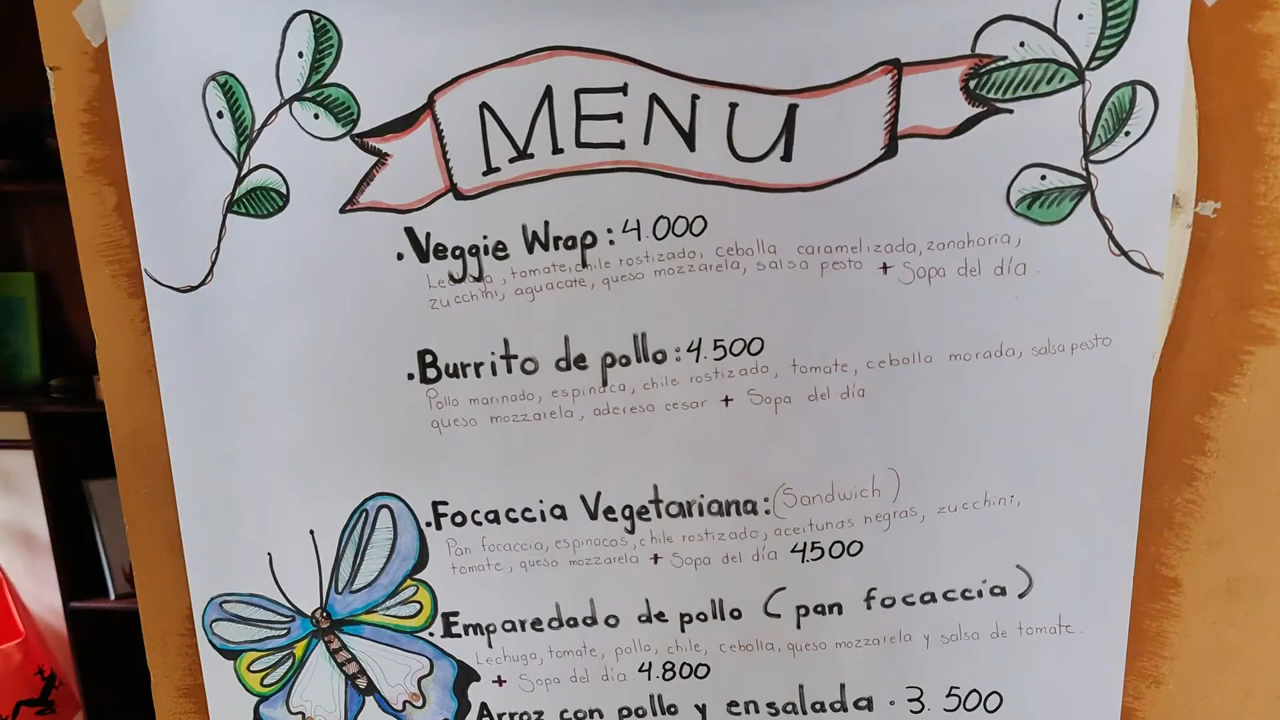 MENU
.Veggie Wrap: 4.000
Lechuga, tomate, chile rostizado, cebolla caramelizada, zanahoria,
zucchini, aguacate, queso mozzarela, salsa pesto + Sopa del día.
.Burrito de pollo: 4.500
Pollo marinado, espinaca, chile rostizado, tomate, cebolla morada, salsa pesto
queso mozzarela,adereso cesar + Sopa del día
.Focaccia Vegetariana: (Sandwich)
Pan focaccia, espinacas, chile rostizado, aceitunas negras, zucchini,
tomate, queso mozzarela + Sopa del día 4500
.Emparedado de pollo (pan focaccia)
Lechuga, tomate, pollo, chile, cebolla, queso mozzarela y salsa de tomate.
+ Sopa del día 4.800
Arroz con pollo y ensalada. 3.500